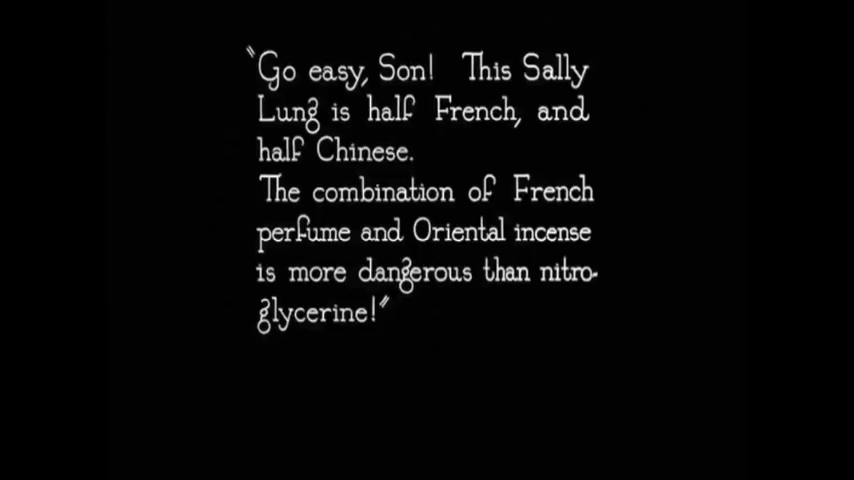 "Go easy, Son! This Sally
Lung is half French, and
half Chinese.
The combination of French
perfume and Oriental incense
is more dangerous than nitro-
glycerine!"